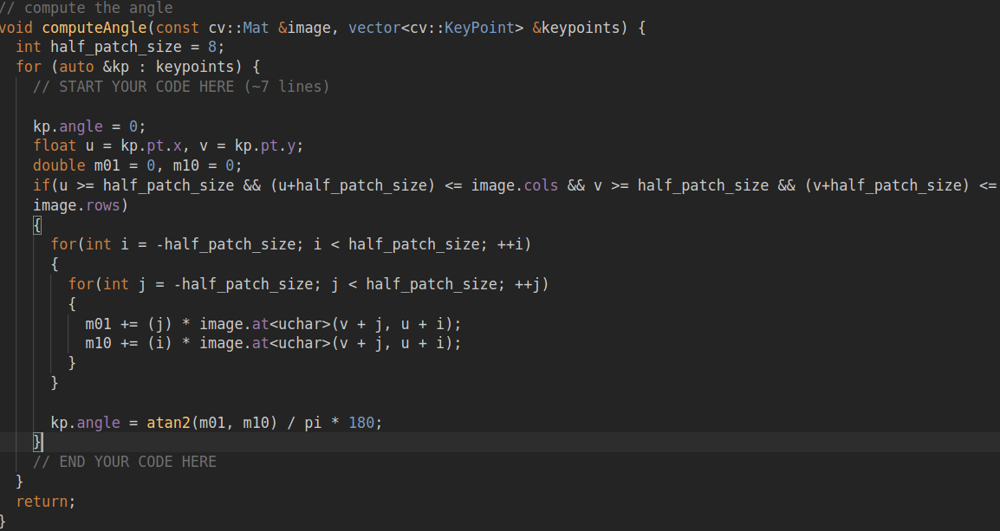 // compute the angle
void computeAngle(const cv::Mat &image, vector<cv::KeyPoint> &keypoints) {
  int half_patch_size = 8;
  for (auto &kp : keypoints) {
    // START YOUR CODE HERE (~7 lines)

    kp.angle = 0;
    float u = kp.pt.x, v = kp.pt.y;
    double m01 = 0, m10 = 0;
    if(u >= half_patch_size && (u+half_patch_size) <= image.cols && v >= half_patch_size && (v+half_patch_size) <=
    image.rows)
    {
      for(int i = -half_patch_size; i < half_patch_size; ++i)
      {
        for(int j = -half_patch_size; j < half_patch_size; ++j)
        {
          m01 += (j) * image.at<uchar>(v + j, u + i);
          m10 += (i) * image.at<uchar>(v + j, u + i);
        }
      }

      kp.angle = atan2(m01, m10) / pi * 180;
    }
    // END YOUR CODE HERE
  }
  return;
}